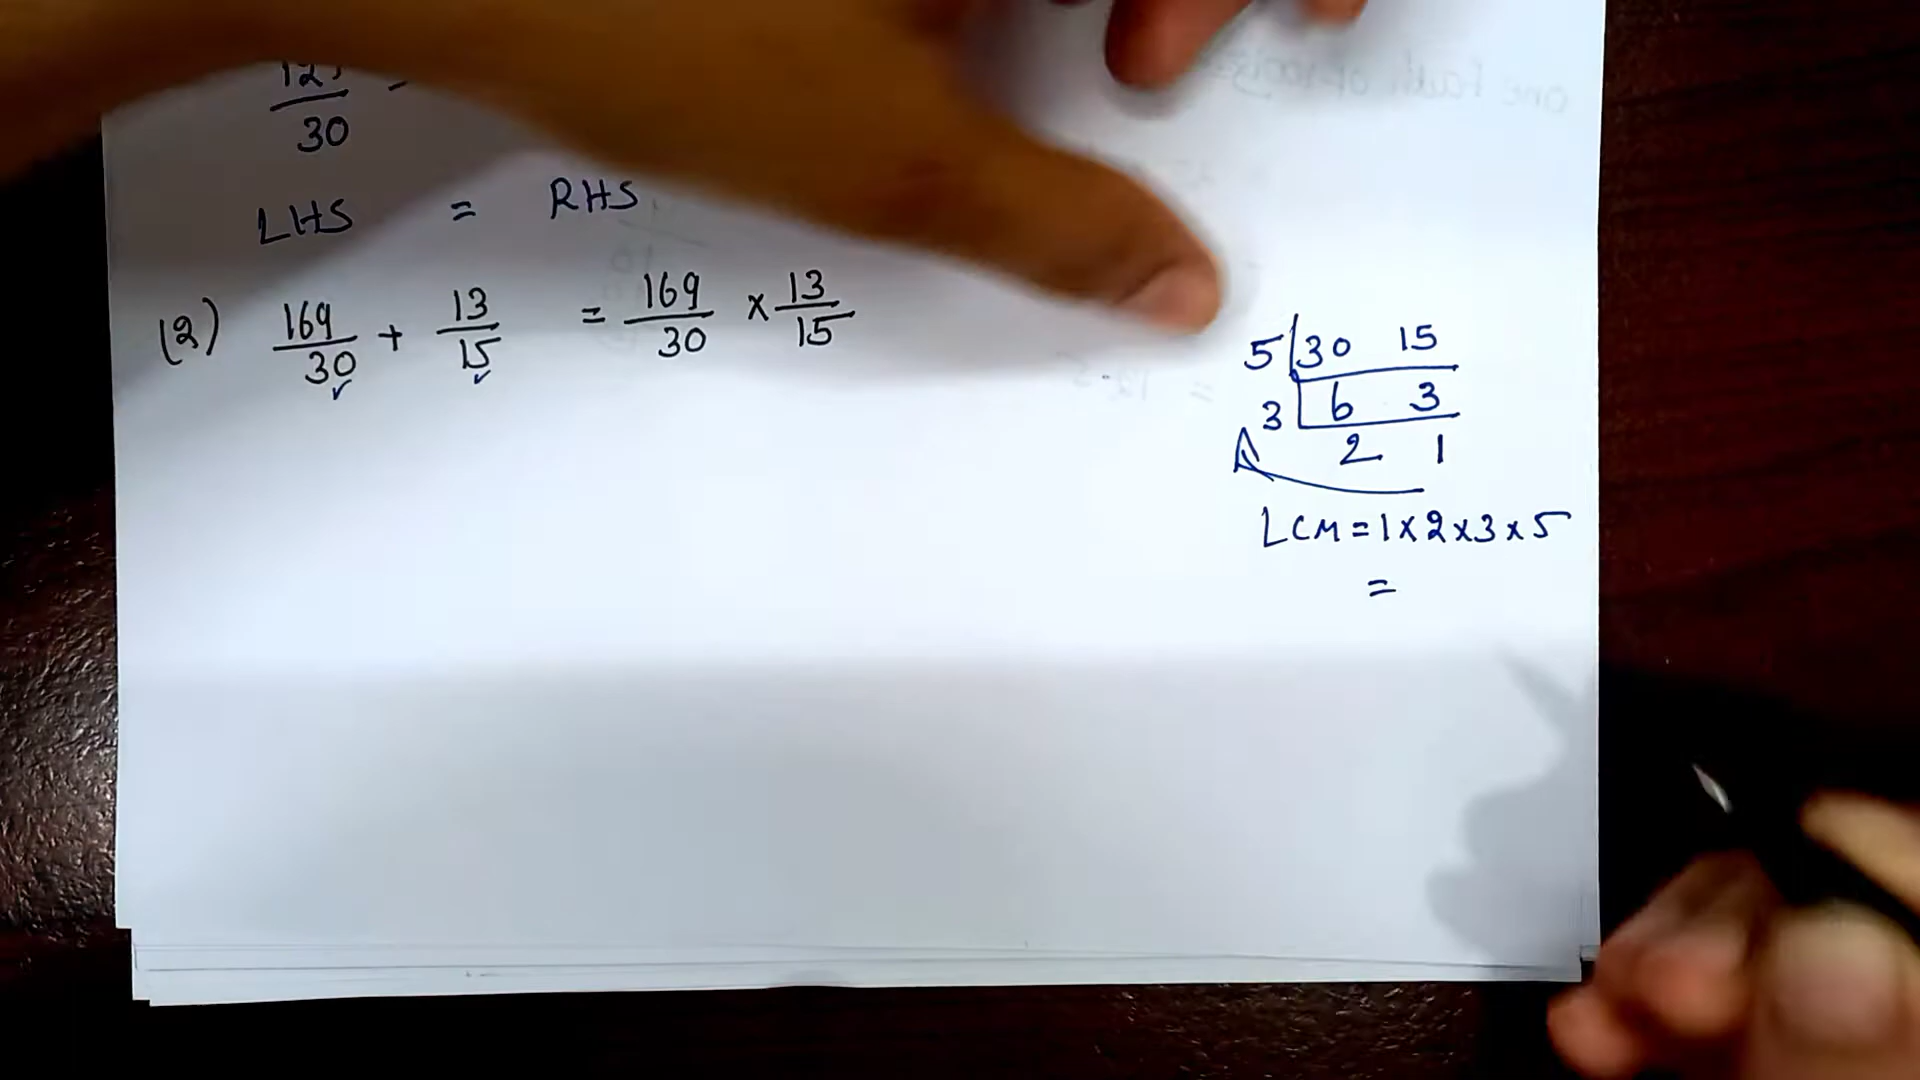 30
LHS = RHS
(2) 169/30 + 13/15 = 169/30 × 13/15
5 | 30 15
3 | 6 3
2 1
LCM = 1 × 2 × 3 × 5
=